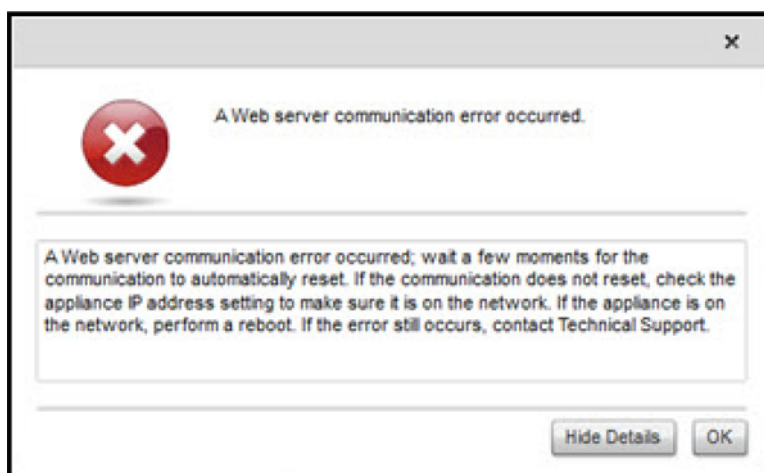 A Web server communication error occurred.
A Web server communication error occurred; wait a few moments for the
communication to automatically reset. If the communication does not reset, check the
appliance IP address setting to make sure it is on the network. If the appliance is on
the network, perform a reboot. If the error still occurs, contact Technical Support.
Hide Details OK